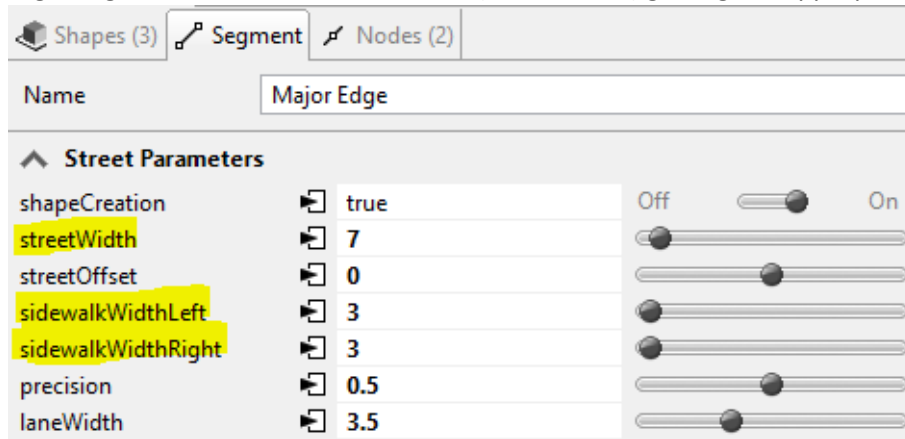 Shapes (3) Segment Nodes (2)
Name Major Edge
Street Parameters
shapeCreation true Off On
streetWidth 7
streetOffset 0
sidewalkWidthLeft 3
sidewalkWidthRight 3
precision 0.5
laneWidth 3.5